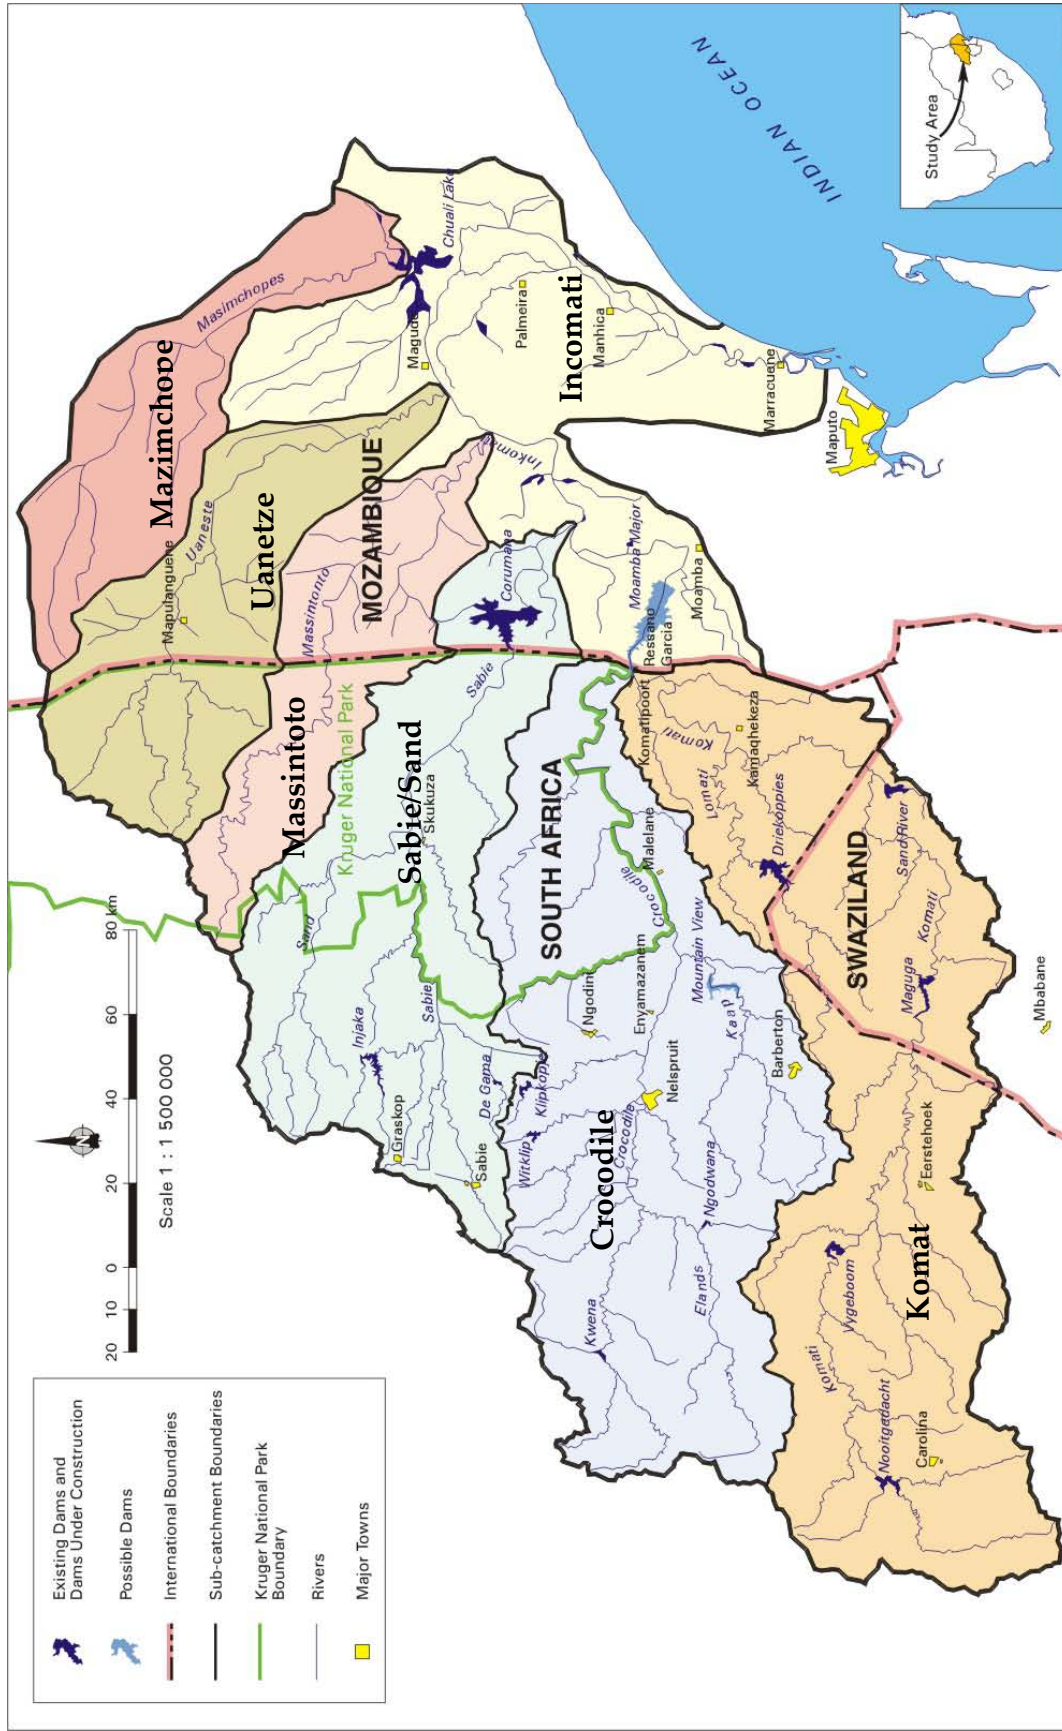 Existing Dams and
Dams Under Construction
Possible Dams
International Boundaries
Sub-catchment Boundaries
Kruger National Park
Boundary
Rivers
Major Towns
20 10 0 20 40 60 80 km
Scale 1 : 1 500 000
N
Mazimchope
Masimchopes
Uanetze
Uaneste
Mapulanguene
Massintoto
Massintonto
MOZAMBIQUE
Kruger National Park
Sabie/Sand
Sand
Sabie
Skukuza
Corumana
Injaka
Sabie
Graskop
Sabie
De Gama
Chuali Lake
Magude
Palmeira
Incomati
Manhica
Inkomati
Marracuene
Maputo
Moamba Major
Moamba
Ressano
Garcia
SOUTH AFRICA
Klipkopje
Witklip
Ngodini
Enyamazanem
Crocodile
Malelane
Mountain View
Kaap
Nelspruit
Crocodile
Crocodile
Barberton
Ngodwana
Elands
Kwena
Komatipoort
Komati
Lomati
Kamaqhekeza
Driekoppies
SWAZILAND
Sand River
Komati
Maguga
Mbababane
Eerstehoek
Komat
Vygeboom
Komati
Nooitgedacht
Carolina
INDIAN OCEAN
Study Area